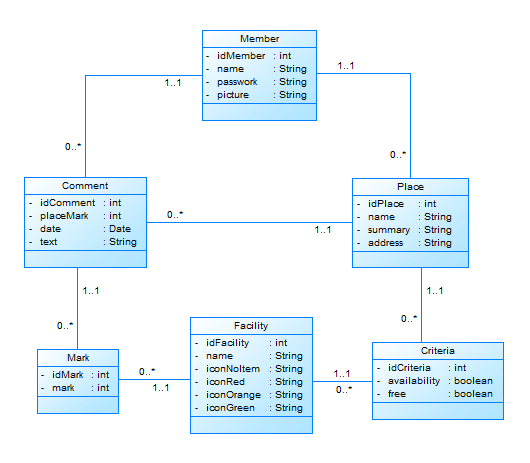 Member
- idMember : int
- name : String
- passwork : String
- picture : String
1..1
1..1
0..*
0..*
Comment
- idComment : int
- placeMark : int
- date : Date
- text : String
Place
- idPlace : int
- name : String
- summary : String
- address : String
0..*
1..1
1..1
1..1
0..*
0..*
Facility
- idFacility : int
- name : String
- iconNoItem : String
- iconRed : String
- iconOrange : String
- iconGreen : String
Mark
- idMark : int
- mark : int
Criteria
- idCriteria : int
- availability : boolean
- free : boolean
0..*
1..1
1..1
0..*